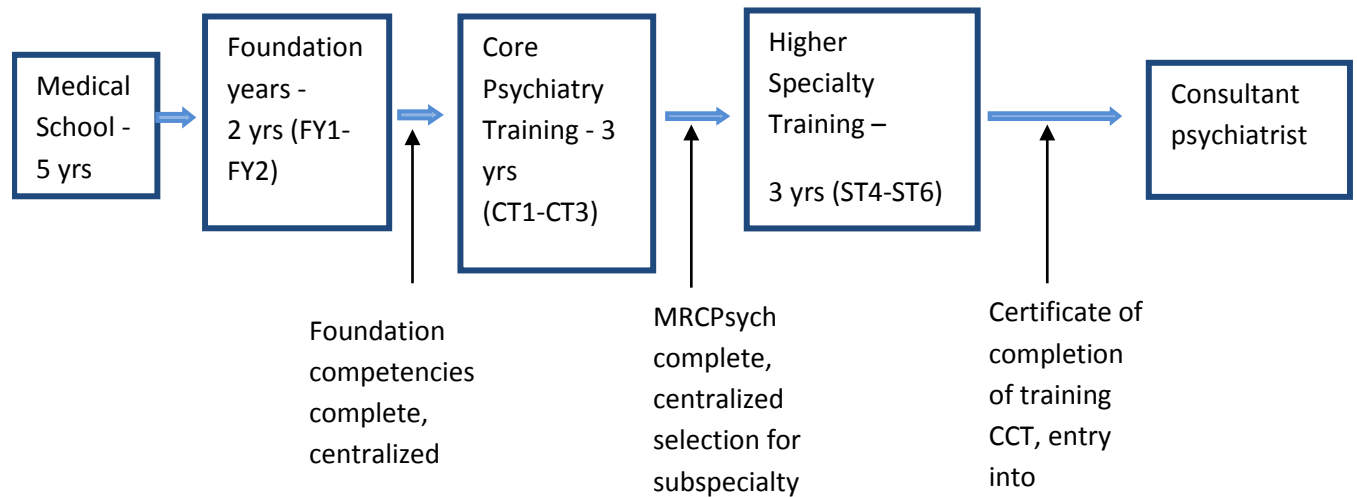 Medical
School -
5 yrs
Foundation
years -
2 yrs (FY1-
FY2)
Core
Psychiatry
Training - 3
yrs
(CT1-CT3)
Higher
Specialty
Training –
3 yrs (ST4-ST6)
Consultant
psychiatrist
Foundation
competencies
complete,
centralized
MRCPsych
complete,
centralized
selection for
subspecialty
Certificate of
completion
of training
CCT, entry
into